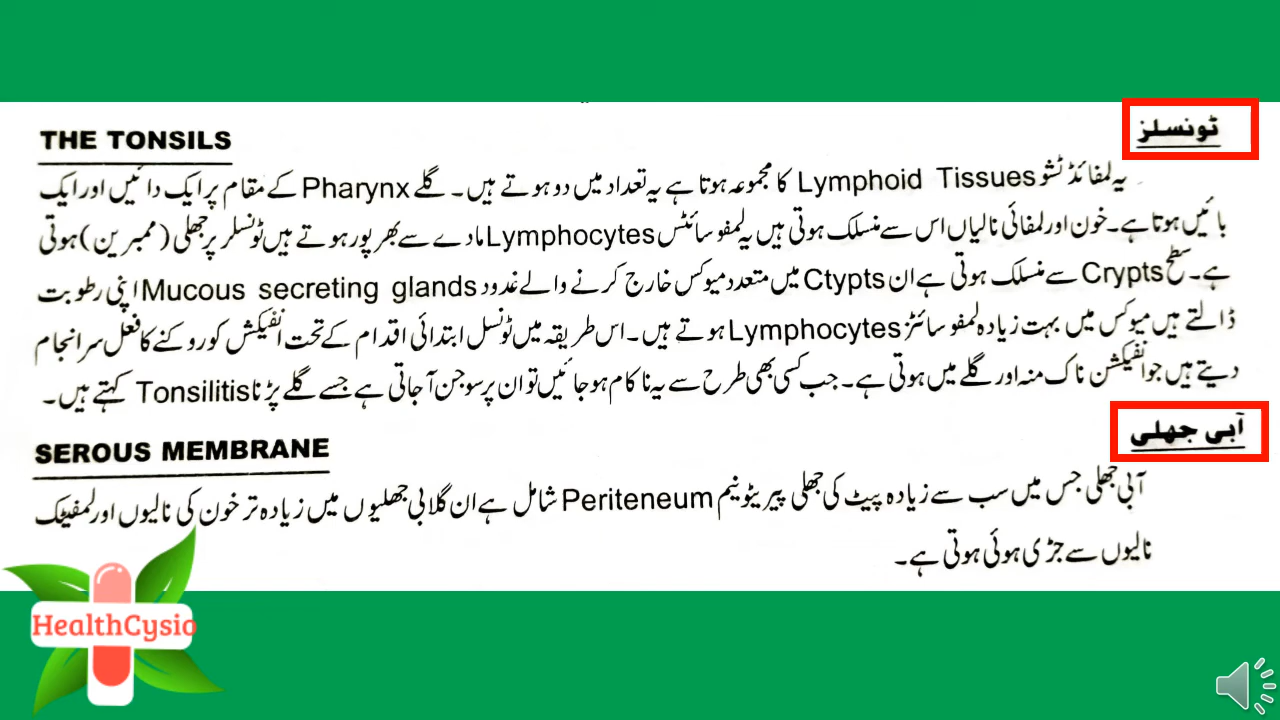 ٹونسلز
THE TONSILS
یہ لمفائڈ ٹشو Lymphoid Tissues کا مجموعہ ہوتا ہے یہ تعداد میں دو ہوتے ہیں۔ گلے Pharynx کے مقام پر ایک دائیں اور ایک
بائیں ہوتا ہے۔ خون اور لمفائی نالیاں اس سے منسلک ہوتی ہیں یہ لمفو سائٹس Lymphocytes مادے سے بھرپور ہوتے ہیں ٹونسلر پر جھلی (ممبرین) ہوتی
ہے۔ سطح Crypts سے منسلک ہوتی ہے ان Ctypts میں متعدد میوکس خارج کرنے والے غدود Mucous secreting glands اپنی رطوبت
ڈالتے ہیں میوکس میں بہت زیادہ لمفو سائٹز Lymphocytes ہوتے ہیں۔ اس طریقہ میں ٹونسل ابتدائی اقدام کے تحت انفیکشن کو روکنے کا فعل سرانجام
دیتے ہیں جو انفیکشن ناک منہ اور گلے میں ہوتی ہے۔ جب کسی بھی طرح سے یہ ناکام ہو جائیں تو ان پر سوجن آ جاتی ہے جسے گلے پڑنا Tonsilitis کہتے ہیں۔
آبی جھلی
SEROUS MEMBRANE
آبی جھلی جس میں سب سے زیادہ پیٹ کی جھلی پیریٹونیم Periteneum شامل ہے ان گلابی جھلیوں میں زیادہ تر خون کی نالیوں اور لمفیٹک
نالیوں سے جڑی ہوئی ہوتی ہے۔
HealthCysio